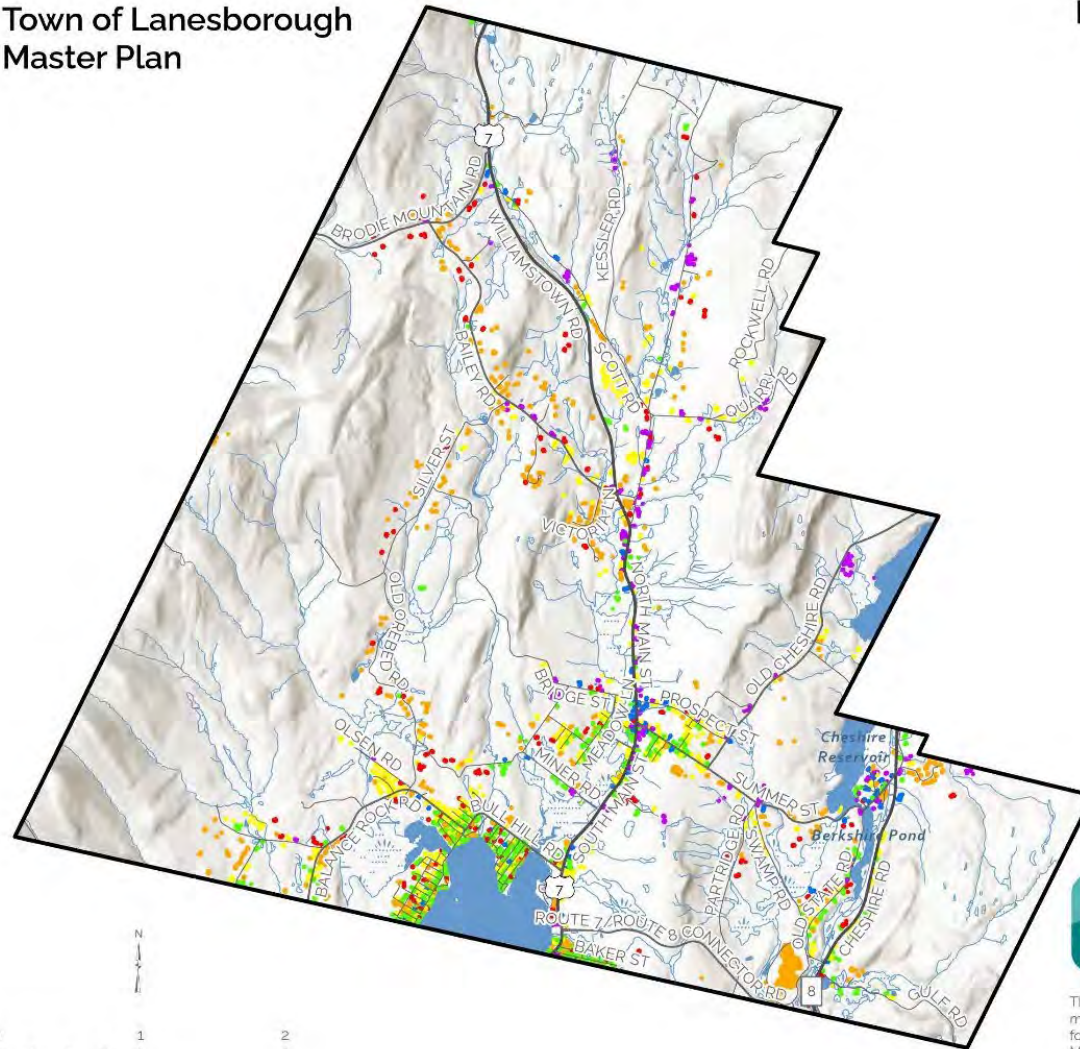 Town of Lanesborough
Master Plan
7
BRODIE MOUNTAIN RD
WILLIAMSTOWN RD
KESSLER RD
ROCKWELL RD
SCOTT RD
BAILEY RD
QUARRY RD
SILVER ST
VICTORIA LN
OLD OREBED RD
NORTH MAIN ST
OLD CHESHIRE RD
BRIDGE ST
MEADOW LN
PROSPECT ST
OLSEN RD
MINER RD
Cheshire
Reservoir
SUMMER ST
BULL HILL RD
SOUTH MAIN ST
BALANCE ROCK RD
PARTRIDGE RD
SWAMP RD
Berkshire Pond
OLD STATE RD
CHESHIRE RD
7
ROUTE 7/ROUTE 8 CONNECTOR RD
BAKER ST
8
GULF RD
N
1 2